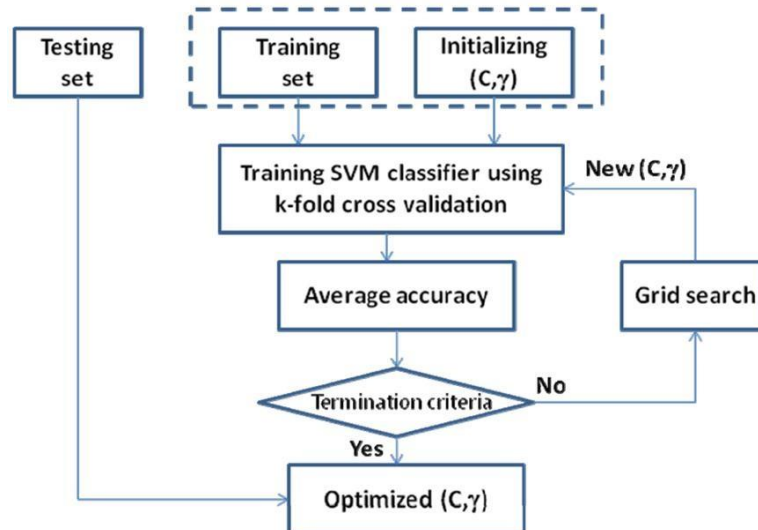 Testing
set
Training
set
Initializing
(C,γ)
Training SVM classifier using
k-fold cross validation
New (C,γ)
Average accuracy
Grid search
Termination criteria
No
Yes
Optimized (C,γ)